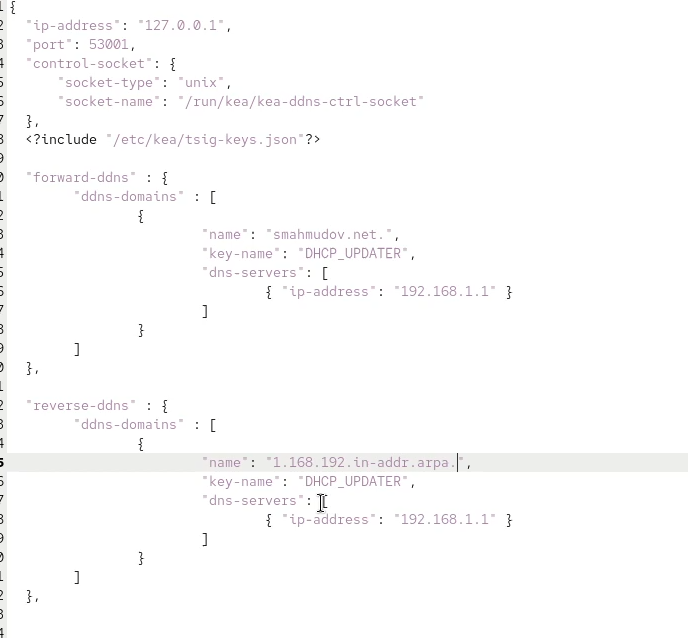 1 {
2 "ip-address": "127.0.0.1",
3 "port": 53001,
4 "control-socket": {
5 "socket-type": "unix",
6 "socket-name": "/run/kea/kea-ddns-ctrl-socket"
7 },
8 <?include "/etc/kea/tsig-keys.json"?>
9
0 "forward-ddns" : {
1 "ddns-domains" : [
2 {
3 "name": "smahmudov.net.",
4 "key-name": "DHCP_UPDATER",
5 "dns-servers": [
6 { "ip-address": "192.168.1.1" }
7 ]
8 }
9 ]
0 },
1
2 "reverse-ddns" : {
3 "ddns-domains" : [
4 {
5 "name": "1.168.192.in-addr.arpa.",
6 "key-name": "DHCP_UPDATER",
7 "dns-servers": [
8 { "ip-address": "192.168.1.1" }
9 ]
0 }
1 ]
2 },
3
4